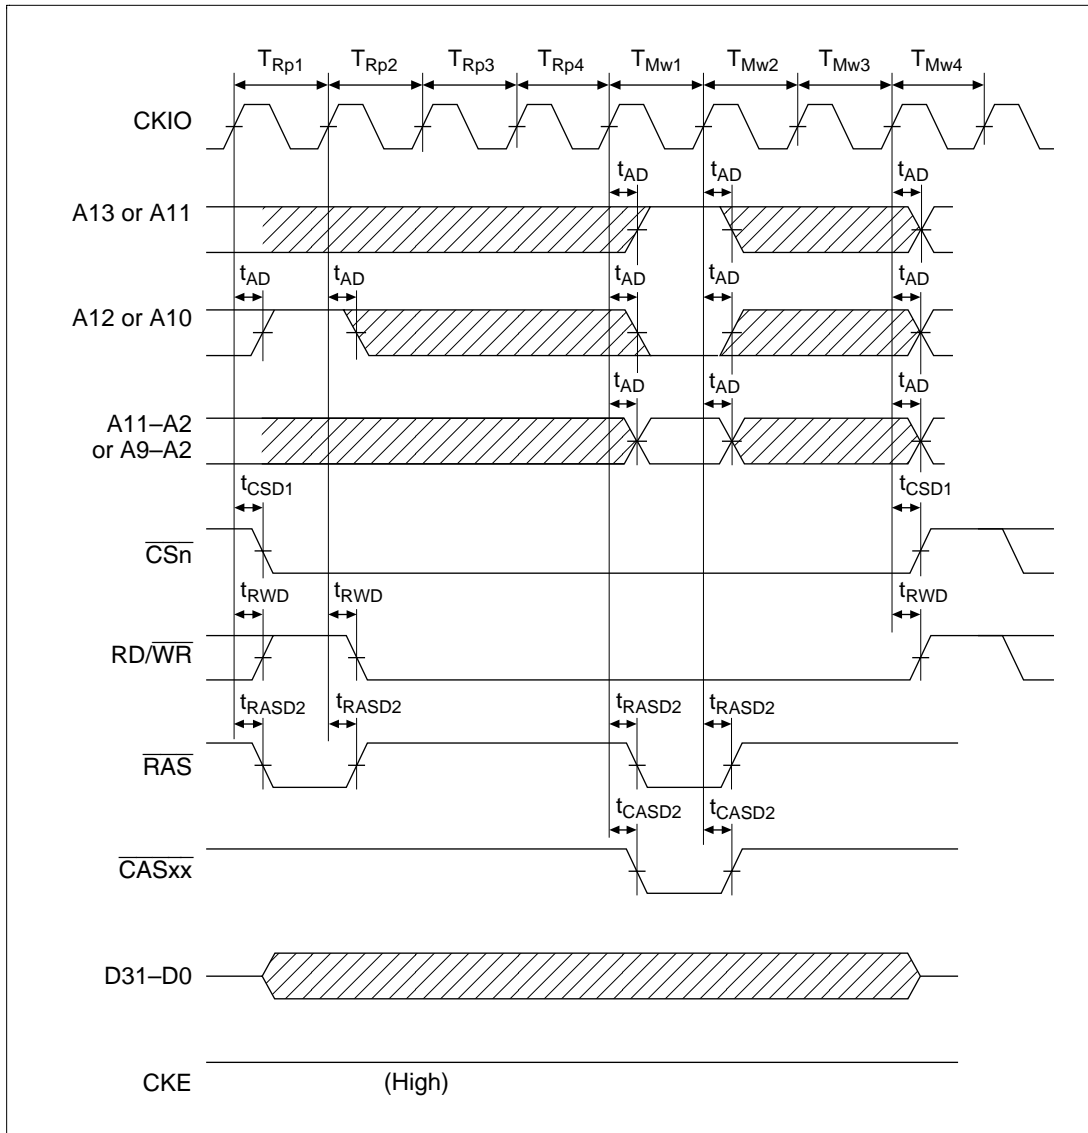 TRp1 TRp2 TRp3 TRp4 TMw1 TMw2 TMw3 TMw4
CKIO
tAD tAD tAD
A13 or A11
tAD tAD tAD tAD tAD
A12 or A10
tAD tAD tAD
A11–A2
or A9–A2
tCSD1 tCSD1
CSn
tRWD tRWD tRWD
RD/WR
tRASD2 tRASD2 tRASD2 tRASD2
RAS
tCASD2 tCASD2
CASxx
D31–D0
CKE (High)